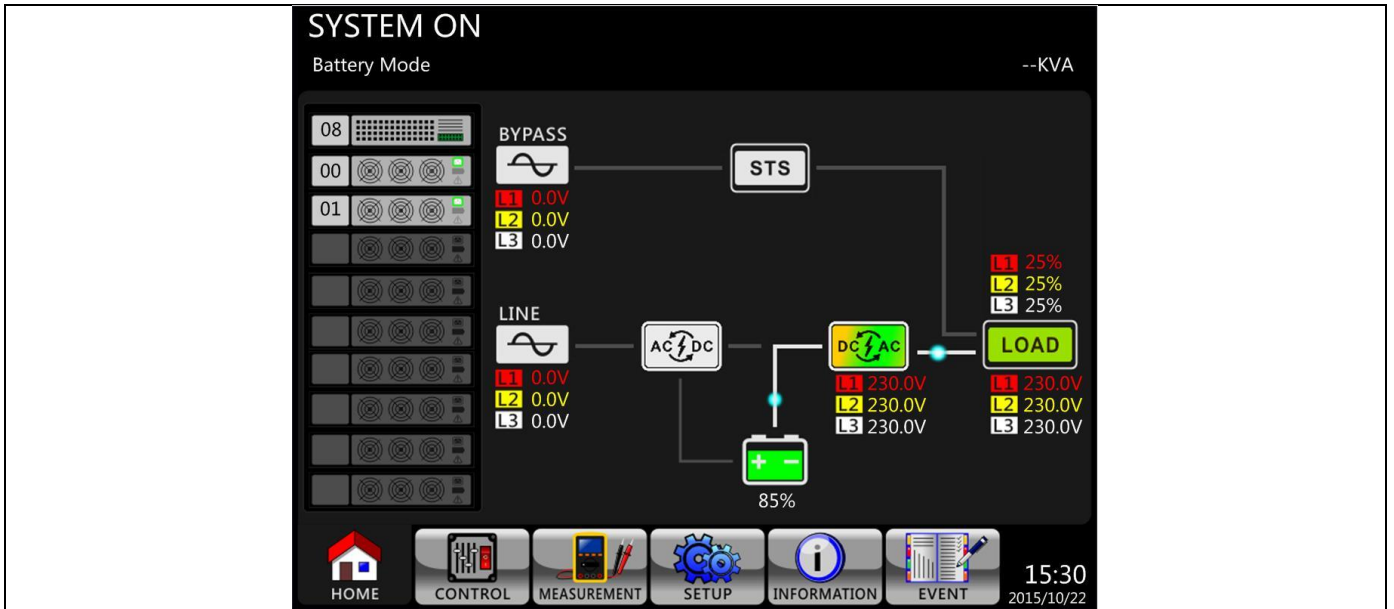 SYSTEM ON
Battery Mode
--KVA
08
00
01
BYPASS
L1 0.0V
L2 0.0V
L3 0.0V
STS
LINE
L1 0.0V
L2 0.0V
L3 0.0V
AC DC
+ -
85%
DC AC
L1 230.0V
L2 230.0V
L3 230.0V
L1 25%
L2 25%
L3 25%
LOAD
L1 230.0V
L2 230.0V
L3 230.0V
HOME
CONTROL
MEASUREMENT
SETUP
INFORMATION
EVENT
15:30
2015/10/22